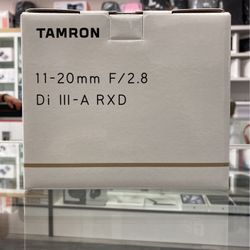 TAMRON
11-20mm F/2.8
Di III-A RXD